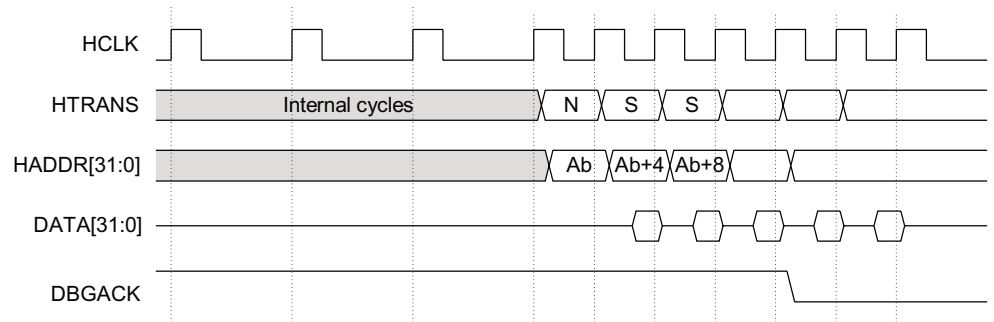 HCLK
HTRANS Internal cycles N S S
HADDR[31:0] Ab Ab+4 Ab+8
DATA[31:0]
DBGACK